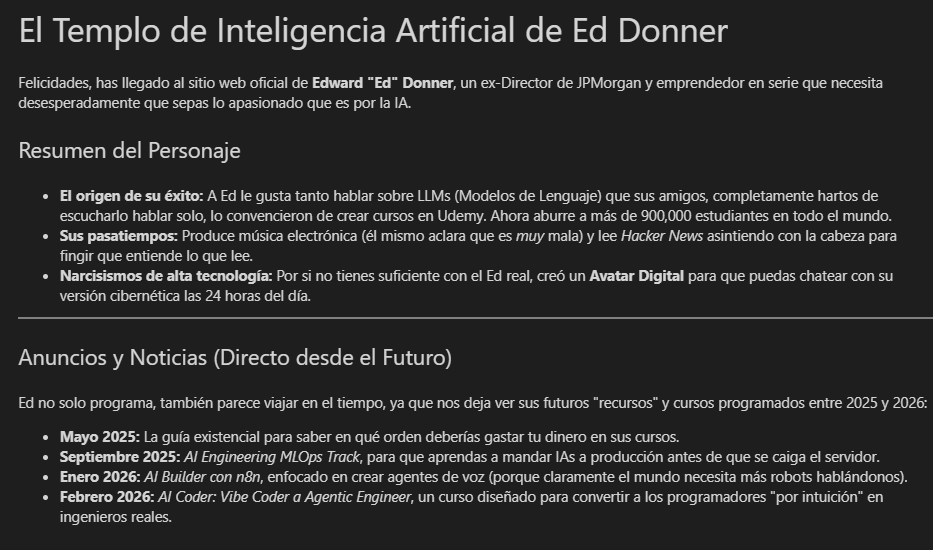 El Templo de Inteligencia Artificial de Ed Donner
Felicidades, has llegado al sitio web oficial de Edward "Ed" Donner, un ex-Director de JPMorgan y emprendedor en serie que necesita
desesperadamente que sepas lo apasionado que es por la IA.
Resumen del Personaje
• El origen de su éxito: A Ed le gusta tanto hablar sobre LLMs (Modelos de Lenguaje) que sus amigos, completamente hartos de
escucharlo hablar solo, lo convencieron de crear cursos en Udemy. Ahora aburre a más de 900,000 estudiantes en todo el mundo.
• Sus pasatiempos: Produce música electrónica (él mismo aclara que es muy mala) y lee Hacker News asintiendo con la cabeza para
fingir que entiende lo que lee.
• Narcisismos de alta tecnología: Por si no tienes suficiente con el Ed real, creó un Avatar Digital para que puedas chatear con su
versión cibernética las 24 horas del día.
Anuncios y Noticias (Directo desde el Futuro)
Ed no solo programa, también parece viajar en el tiempo, ya que nos deja ver sus futuros "recursos" y cursos programados entre 2025 y 2026:
• Mayo 2025: La guía existencial para saber en qué orden deberías gastar tu dinero en sus cursos.
• Septiembre 2025: AI Engineering MLOps Track, para que aprendas a mandar IAs a producción antes de que se caiga el servidor.
• Enero 2026: AI Builder con n8n, enfocado en crear agentes de voz (porque claramente el mundo necesita más robots hablándonos).
• Febrero 2026: AI Coder: Vibe Coder a Agentic Engineer, un curso diseñado para convertir a los programadores "por intuición" en
ingenieros reales.